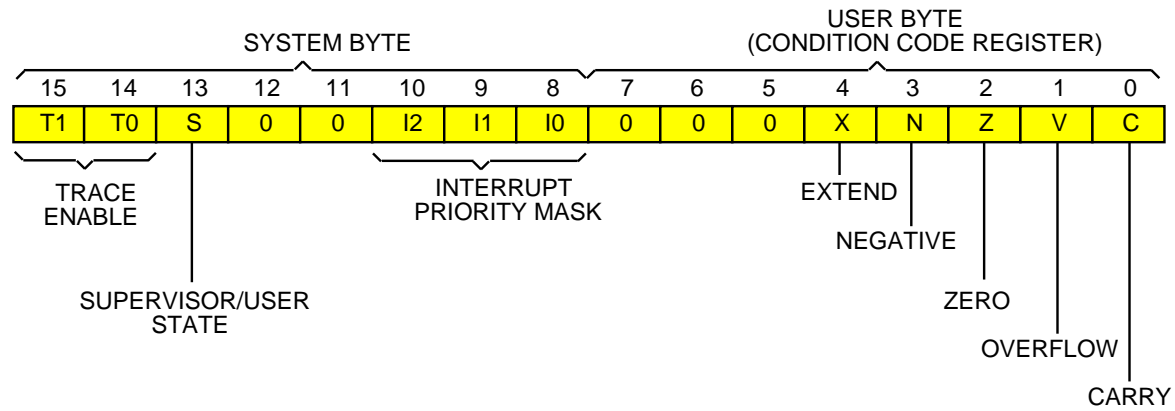 USER BYTE
SYSTEM BYTE (CONDITION CODE REGISTER)
15 14 13 12 11 10 9 8 7 6 5 4 3 2 1 0
T1 T0 S 0 0 I2 I1 I0 0 0 0 X N Z V C
TRACE
ENABLE
INTERRUPT
PRIORITY MASK
EXTEND
NEGATIVE
SUPERVISOR/USER
STATE
ZERO
OVERFLOW
CARRY